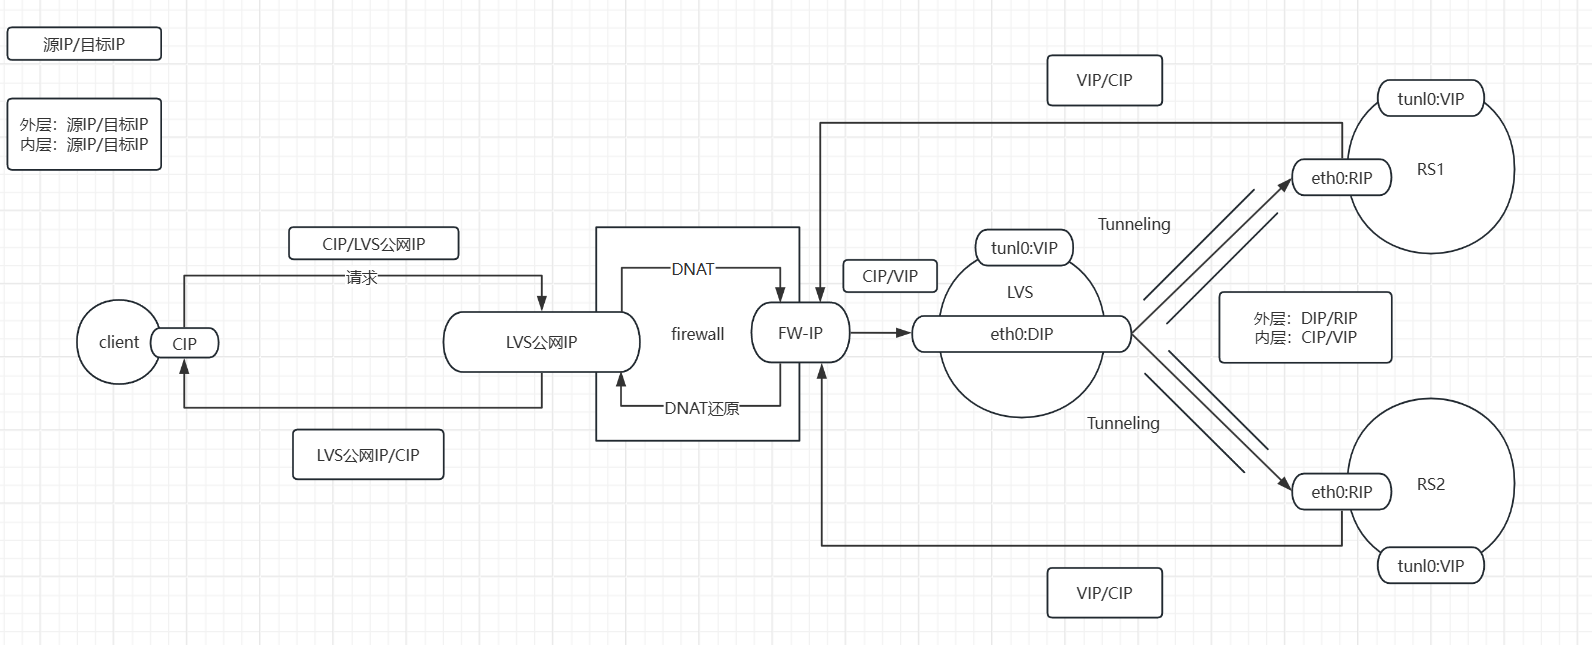 源IP/目标IP
外层：源IP/目标IP
内层：源IP/目标IP
CIP/LVS公网IP
请求
client
CIP
LVS公网IP
LVS公网IP/CIP
DNAT
firewall
DNAT还原
FW-IP
CIP/VIP
tunl0:VIP
LVS
eth0:DIP
VIP/CIP
Tunneling
Tunneling
外层：DIP/RIP
内层：CIP/VIP
tunl0:VIP
eth0:RIP
RS1
eth0:RIP
RS2
tunl0:VIP
VIP/CIP